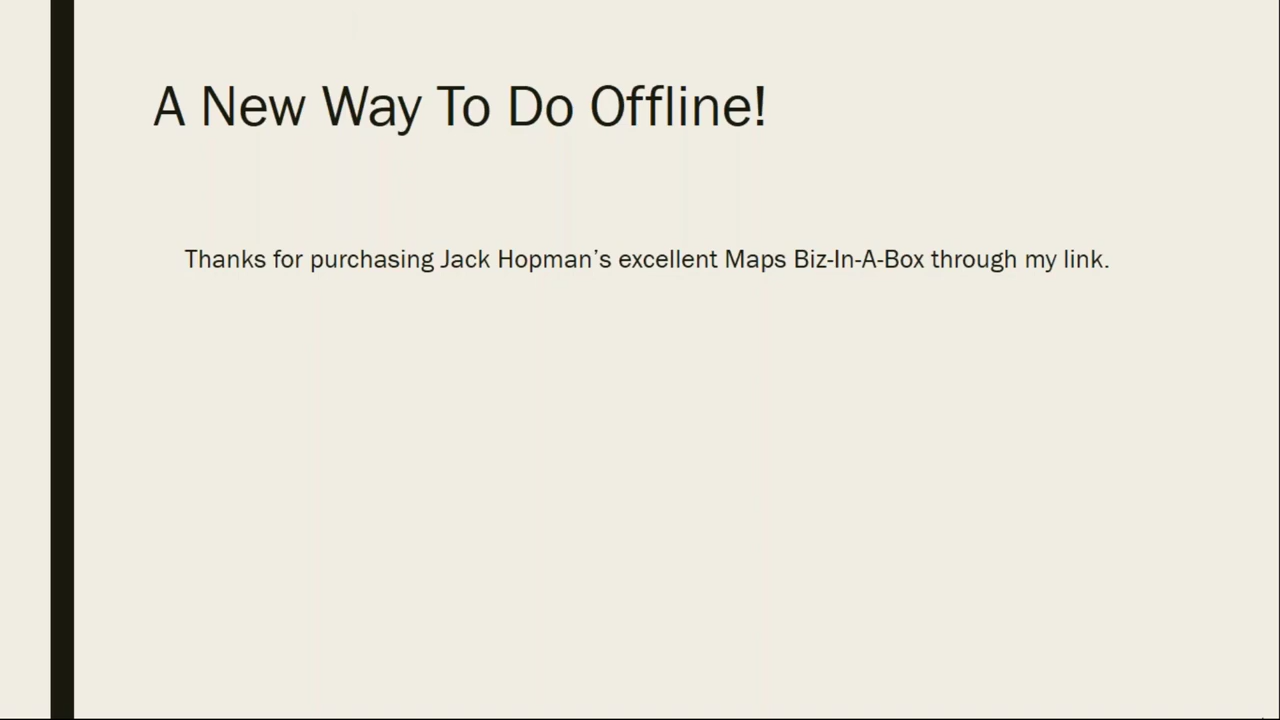 A New Way To Do Offline!
Thanks for purchasing Jack Hopman’s excellent Maps Biz-In-A-Box through my link.